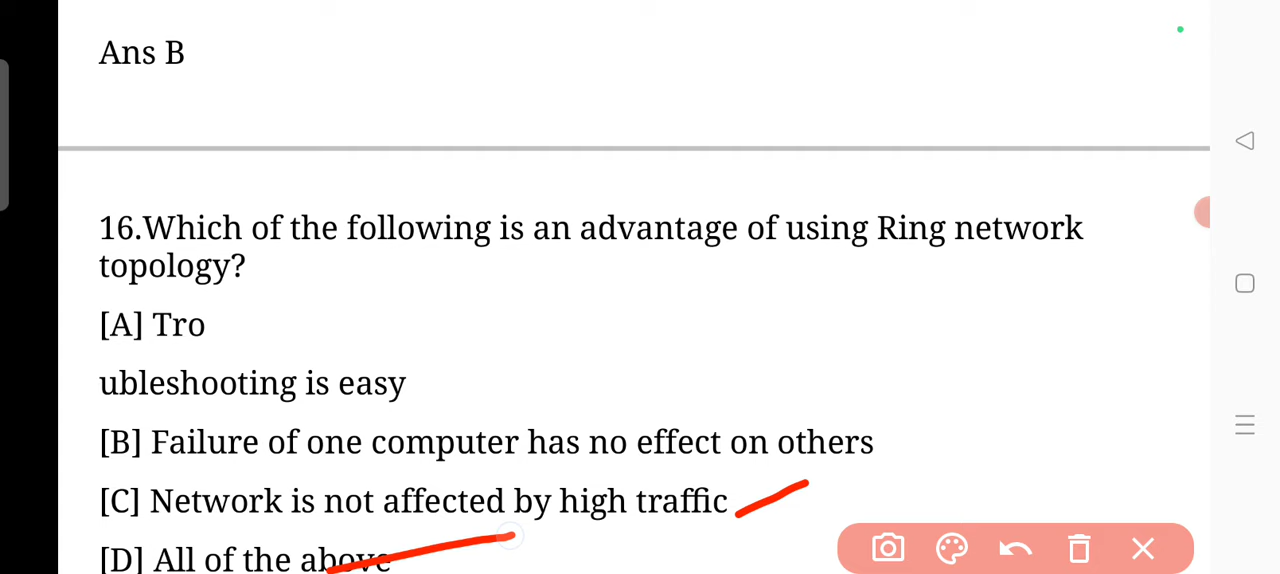 Ans B
16.Which of the following is an advantage of using Ring network
topology?
[A] Tro
ubleshooting is easy
[B] Failure of one computer has no effect on others
[C] Network is not affected by high traffic
[D] All of the above